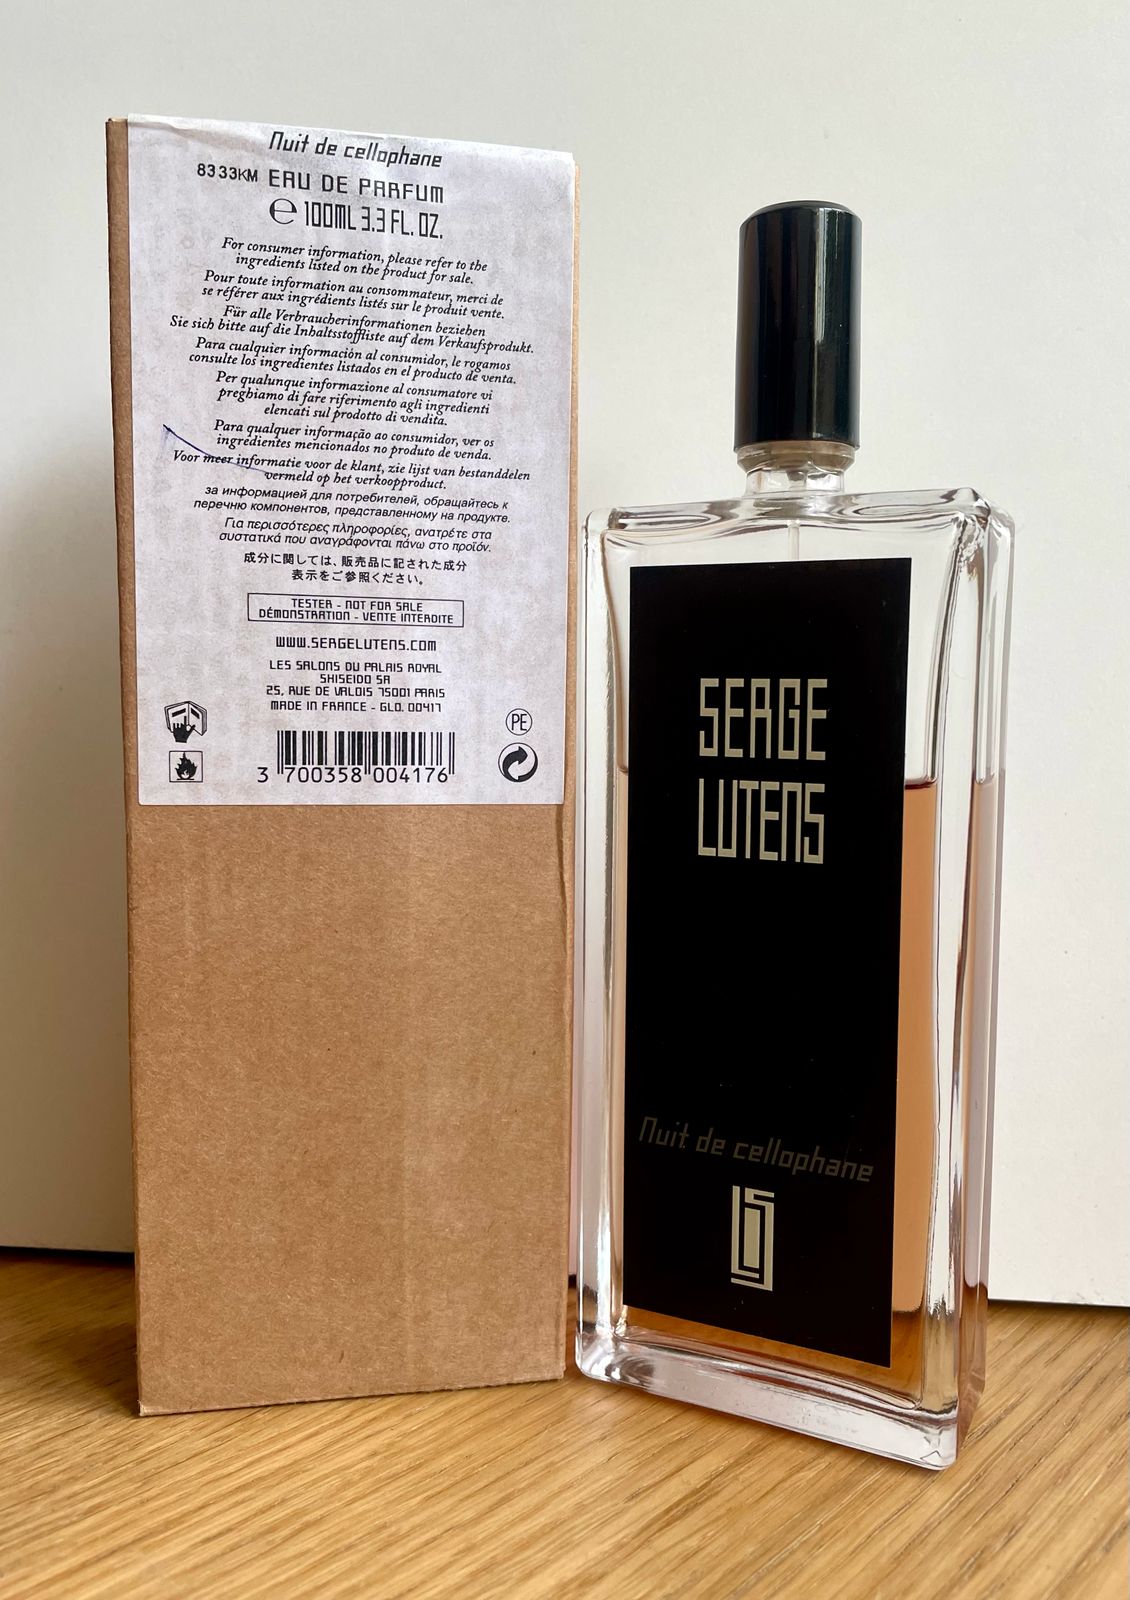 Nuit de cellophane
8333KM EAU DE PARFUM
℮ 100ML 3.3 FL. OZ.
For consumer information, please refer to the
ingredients listed on the product for sale.
Pour toute information au consommateur, merci de
se référer aux ingrédients listés sur le produit vente.
Für alle Verbraucherinformationen beziehen
Sie sich bitte auf die Inhaltsstoffliste auf dem Verkaufsprodukt.
Para cualquier información al consumidor, le rogamos
consulte los ingredientes listados en el producto de venta.
Per qualunque informazione al consumatore vi
preghiamo di fare riferimento agli ingredienti
elencati sul prodotto di vendita.
Para qualquer informação ao consumidor, ver os
ingredientes mencionados no produto de venda.
Voor meer informatie voor de klant, zie lijst van bestanddelen
vermeld op het verkoopproduct.
за информацией для потребителей, обращайтесь к
перечню компонентов, представленному на продукте.
Για περισσότερες πληροφορίες, ανατρέτε στα
συστατικά που αναγράφονται πάνω στο προϊόν.
成分に関しては、販売品に記された成分
表示をご参照ください。
TESTER - NOT FOR SALE
DÉMONSTRATION - VENTE INTERDITE
WWW.SERGELUTENS.COM
LES SALONS DU PALAIS ROYAL
SHISEIDO SA
25, RUE DE VALOIS 75001 PARIS
MADE IN FRANCE - GLO. 00417
PE
3 700358 004176
SERGE
LUTENS
Nuit de cellophane